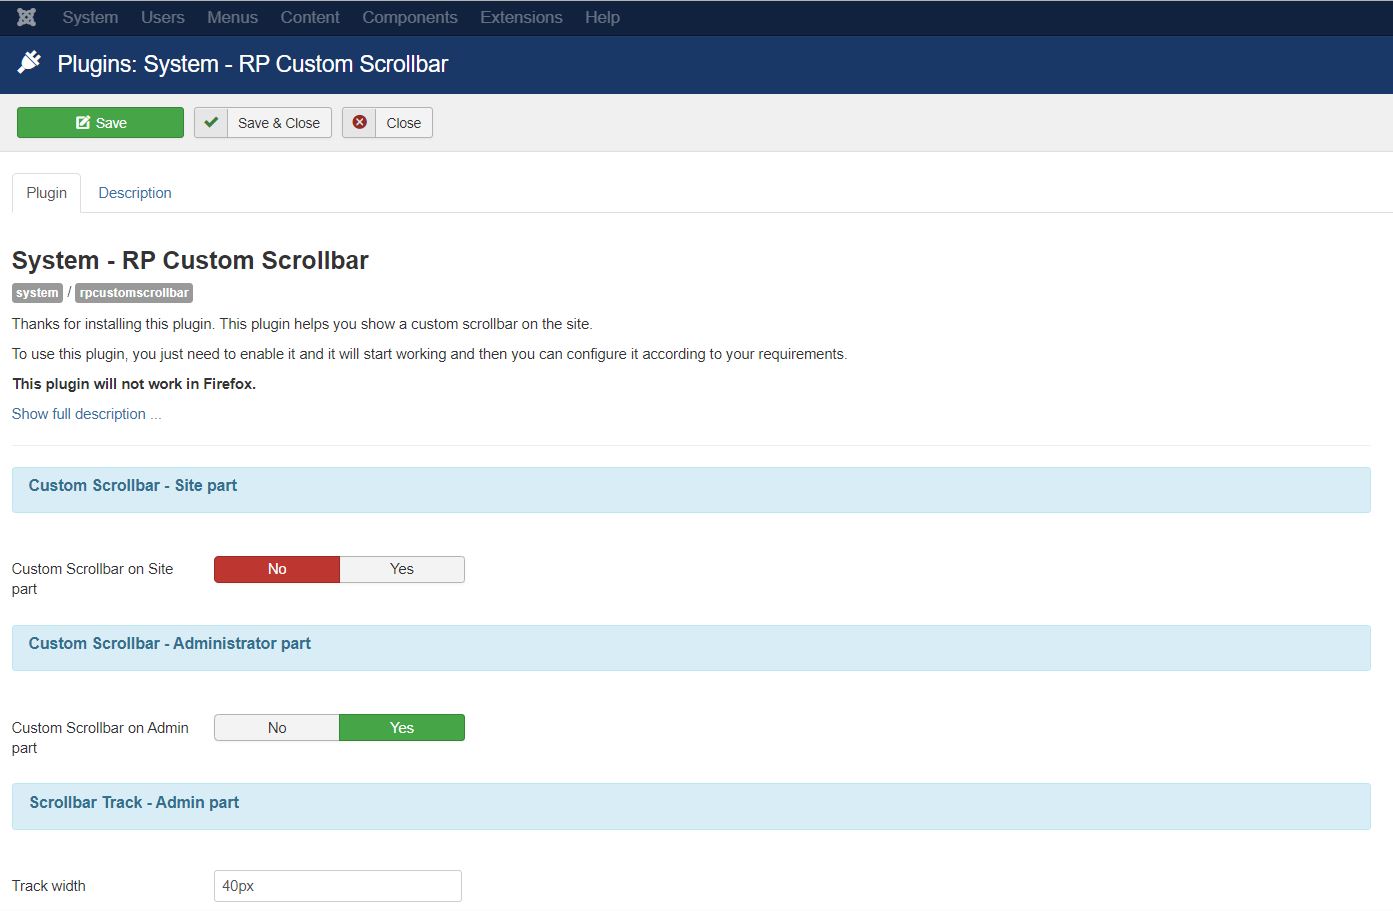 System Users Menus Content Components Extensions Help
Plugins: System - RP Custom Scrollbar
Save Save & Close Close
Plugin Description
System - RP Custom Scrollbar
system / rpcustomscrollbar
Thanks for installing this plugin. This plugin helps you show a custom scrollbar on the site.
To use this plugin, you just need to enable it and it will start working and then you can configure it according to your requirements.
This plugin will not work in Firefox.
Show full description ...
Custom Scrollbar - Site part
Custom Scrollbar on Site No Yes
part
Custom Scrollbar - Administrator part
Custom Scrollbar on Admin No Yes
part
Scrollbar Track - Admin part
Track width 40px